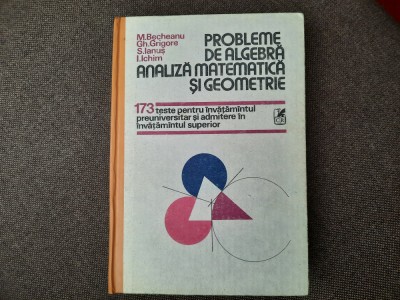 M.Becheanu
Gh.Grigore
S.Ianuș
I.Ichim
PROBLEME
DE ALGEBRĂ
ANALIZĂ MATEMATICĂ
ȘI GEOMETRIE
173 teste pentru învățămîntul
preuniversitar și admitere în
învățămîntul superior